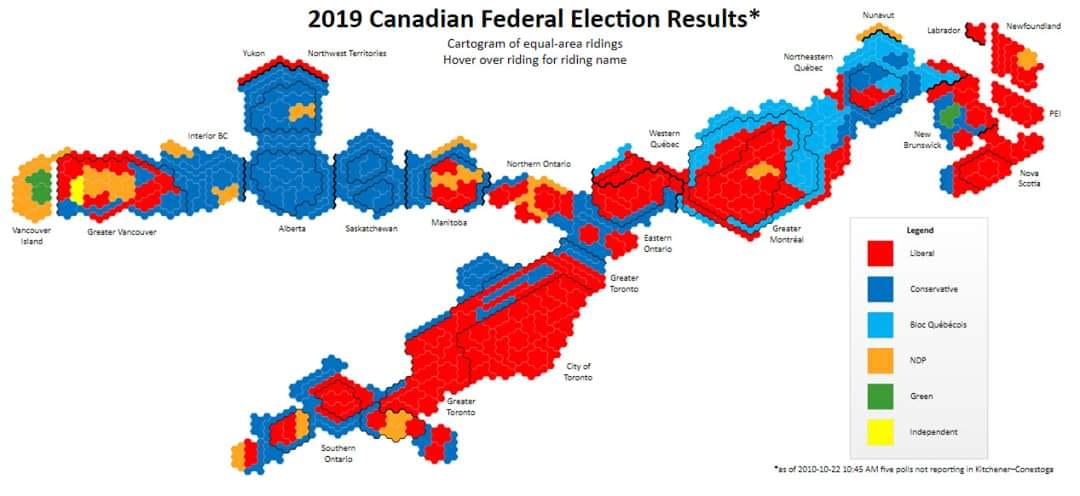 2019 Canadian Federal Election Results*
Cartogram of equal-area ridings
Hover over riding for riding name
Nunavut
Labrador
Newfoundland
Yukon
Northwest Territories
Northeastern
Québec
PEI
Interior BC
Western
Québec
New
Brunswick
Northern Ontario
Nova
Scotia
Vancouver
Island
Greater Vancouver
Alberta
Saskatchewan
Manitoba
Greater
Montréal
Eastern
Ontario
Greater
Toronto
City of
Toronto
Greater
Toronto
Southern
Ontario
Legend
Liberal
Conservative
Bloc Québécois
NDP
Green
Independent
*as of 2010-10-22 10:45 AM five polls not reporting in Kitchener–Conestoga